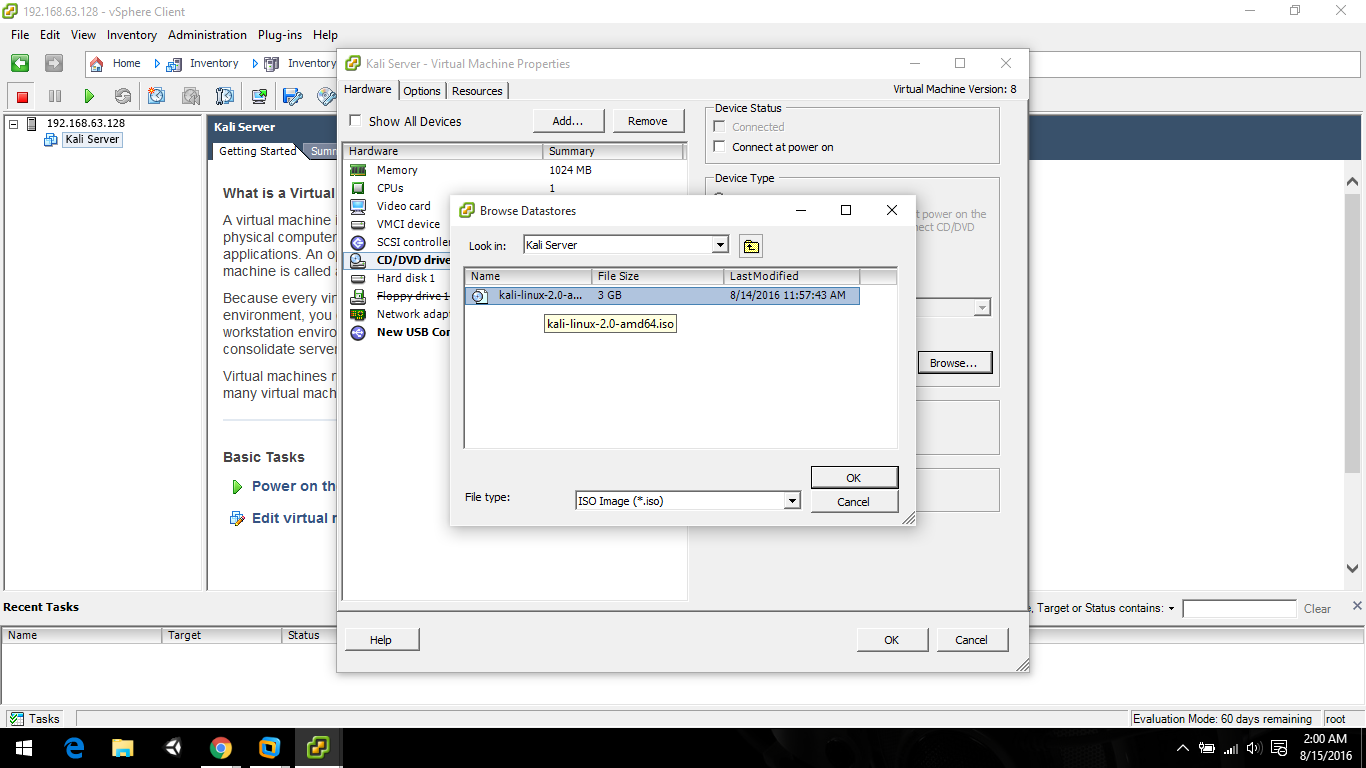 192.168.63.128 - vSphere Client
File Edit View Inventory Administration Plug-ins Help
Home Inventory Inventory
192.168.63.128
Kali Server
Kali Server
Getting Started Summ
What is a Virtual
A virtual machine i
physical computer
applications. An op
machine is called a
Because every vir
environment, you
workstation enviro
consolidate server
Virtual machines r
many virtual mach
Basic Tasks
Power on th
Edit virtual r
Kali Server - Virtual Machine Properties
Hardware Options Resources
Virtual Machine Version: 8
Show All Devices
Add...
Remove
Hardware Summary
Memory 1024 MB
CPUs 1
Video card
VMCI device
SCSI controller
CD/DVD drive
Hard disk 1
Floppy drive 1
Network adap
New USB Cor
Device Status
Connected
Connect at power on
Device Type
t power on the
nect CD/DVD
Browse...
Help
OK
Cancel
Browse Datastores
Look in: Kali Server
Name File Size Last Modified
kali-linux-2.0-a... 3 GB 8/14/2016 11:57:43 AM
kali-linux-2.0-amd64.iso
OK
File type: ISO Image (*.iso)
Cancel
Recent Tasks
, Target or Status contains:
Clear
Name Target Status
Tasks
Evaluation Mode: 60 days remaining
root
2:00 AM
8/15/2016